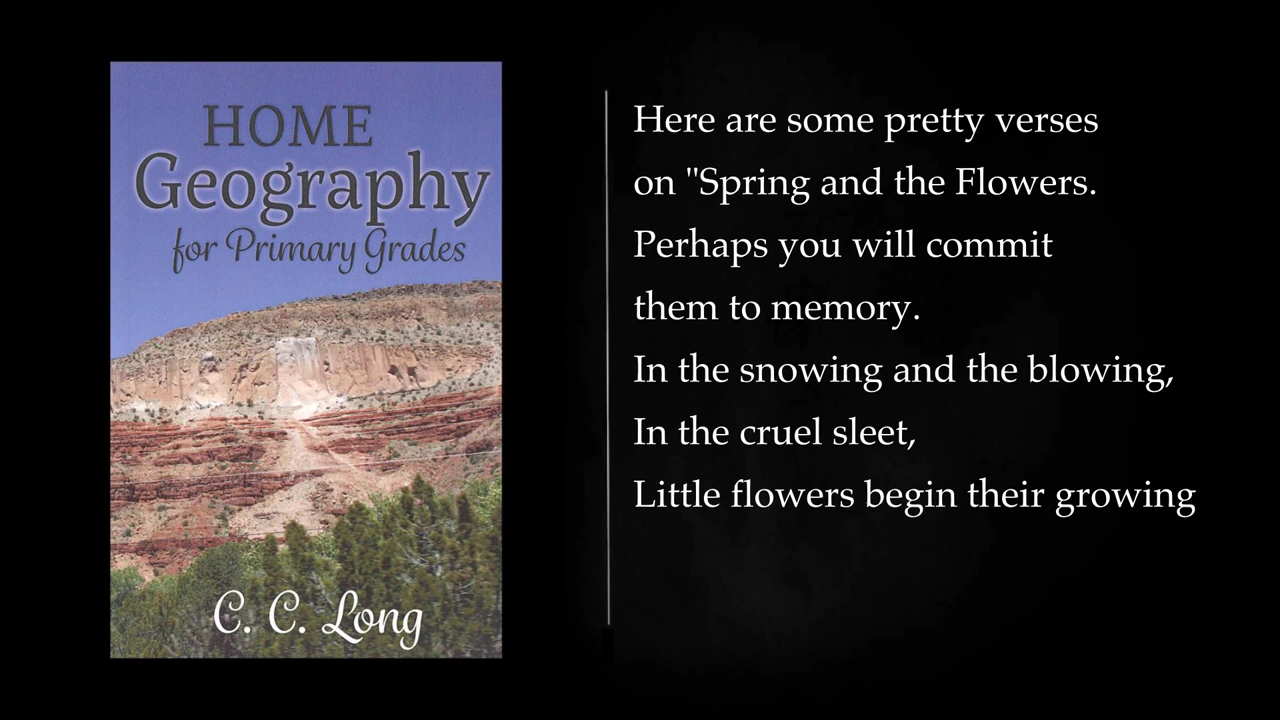 HOME
Geography
for Primary Grades
C. C. Long
Here are some pretty verses
on "Spring and the Flowers.
Perhaps you will commit
them to memory.
In the snowing and the blowing,
In the cruel sleet,
Little flowers begin their growing